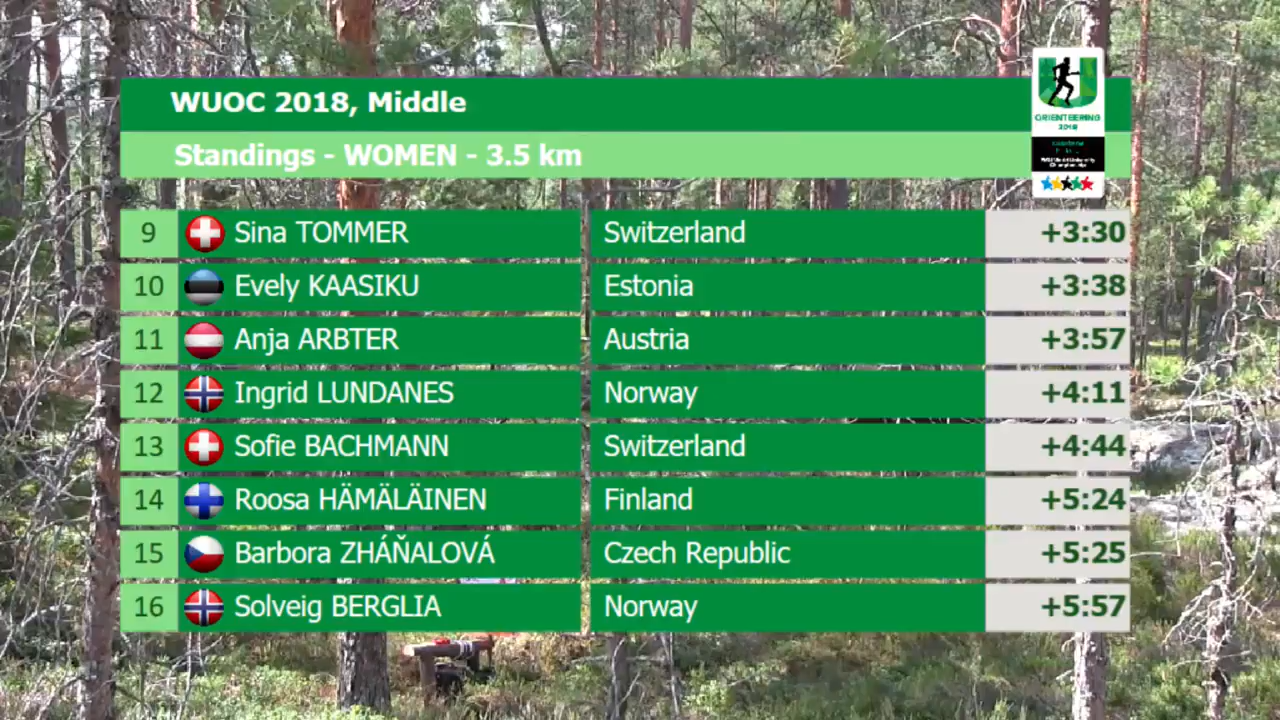 WUOC 2018, Middle
Standings - WOMEN - 3.5 km
ORIENTEERING
2018
9 Sina TOMMER Switzerland +3:30
10 Evely KAASIKU Estonia +3:38
11 Anja ARBTER Austria +3:57
12 Ingrid LUNDANES Norway +4:11
13 Sofie BACHMANN Switzerland +4:44
14 Roosa HÄMÄLÄINEN Finland +5:24
15 Barbora ZHÁŇALOVÁ Czech Republic +5:25
16 Solveig BERGLIA Norway +5:57